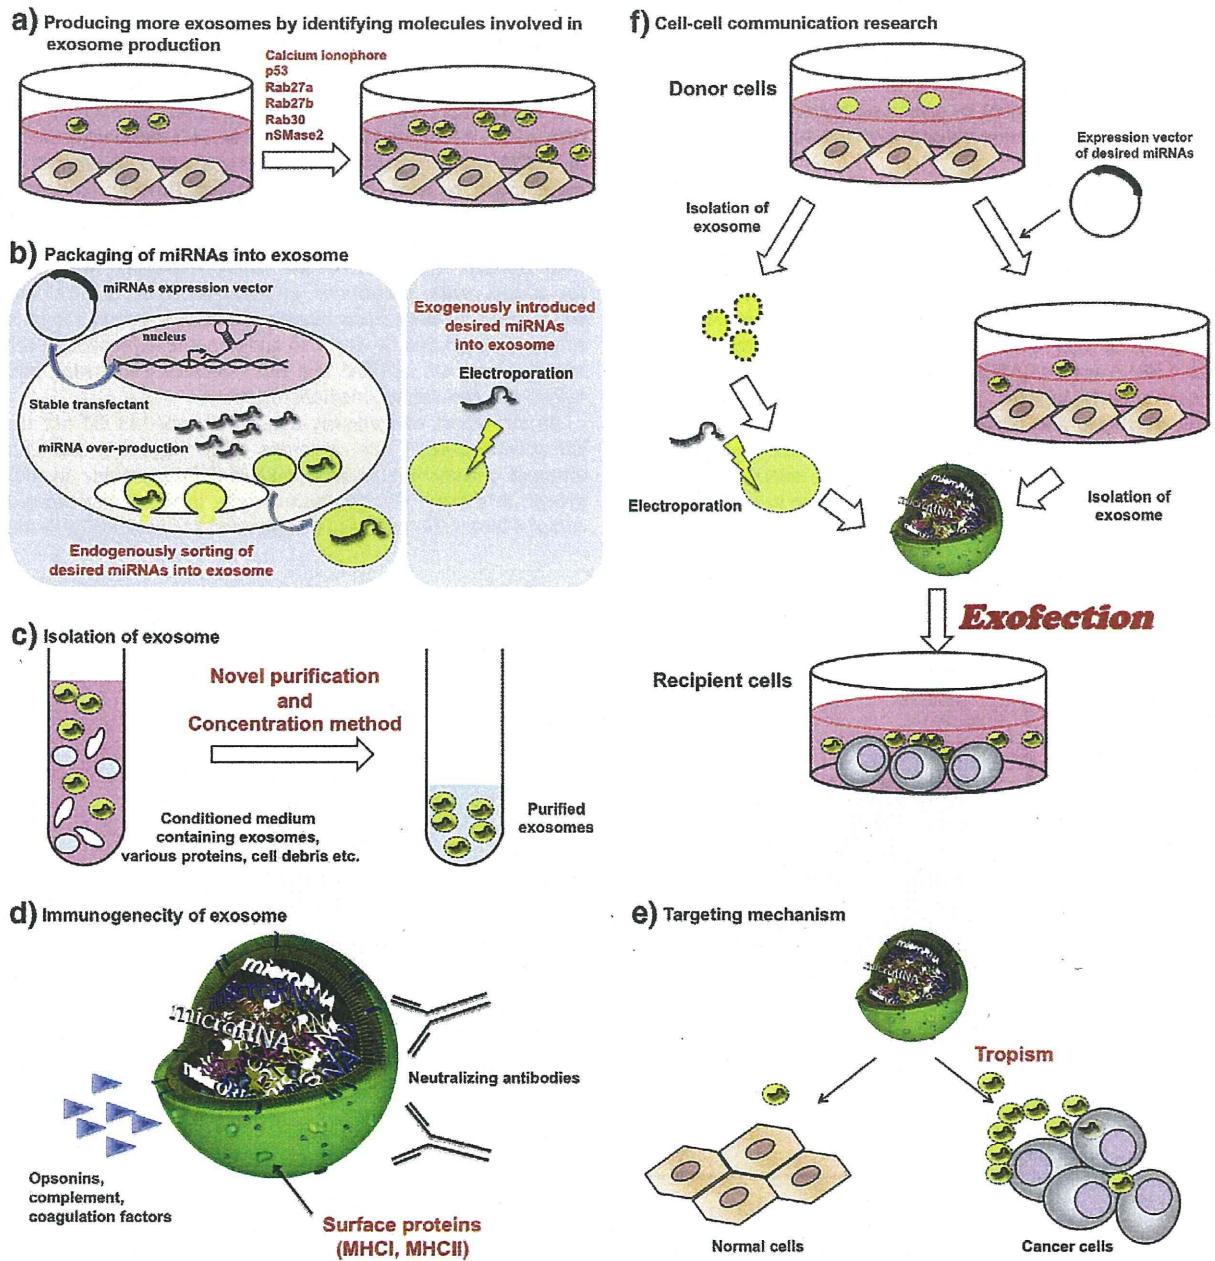 a) Producing more exosomes by identifying molecules involved in
exosome production
Calcium ionophore
p53
Rab27a
Rab27b
Rab30
nSMase2
b) Packaging of miRNAs into exosome
miRNAs expression vector
nucleus
Stable transfectant
miRNA over-production
Endogenously sorting of
desired miRNAs into exosome
Exogenously introduced
desired miRNAs
into exosome
Electroporation
c) Isolation of exosome
Novel purification
and
Concentration method
Conditioned medium
containing exosomes,
various proteins, cell debris etc.
Purified
exosomes
d) Immunogenecity of exosome
microRNA
microRNA
microRNA
Neutralizing antibodies
Opsonins,
complement,
coagulation factors
Surface proteins
(MHCI, MHCII)
f) Cell-cell communication research
Donor cells
Expression vector
of desired miRNAs
Isolation of
exosome
Electroporation
microRNA
Isolation of
exosome
Exofection
Recipient cells
e) Targeting mechanism
microRNA
Tropism
Normal cells
Cancer cells